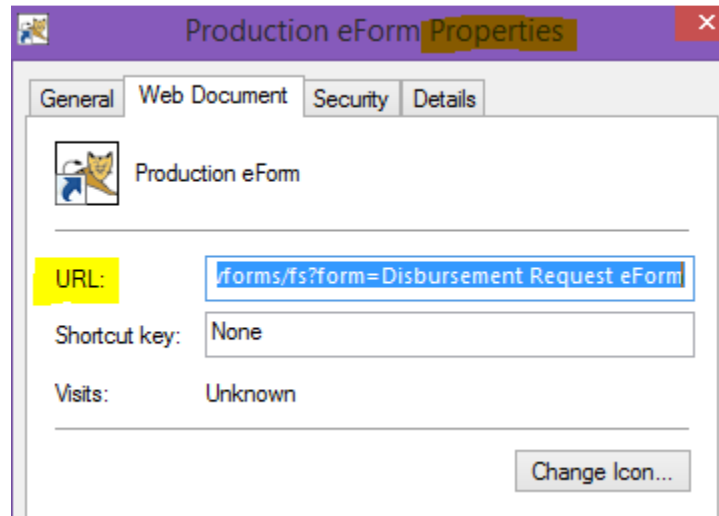 Production eForm Properties
General Web Document Security Details
Production eForm
URL: /forms/fs?form=Disbursement Request eForm
Shortcut key: None
Visits: Unknown
Change Icon...